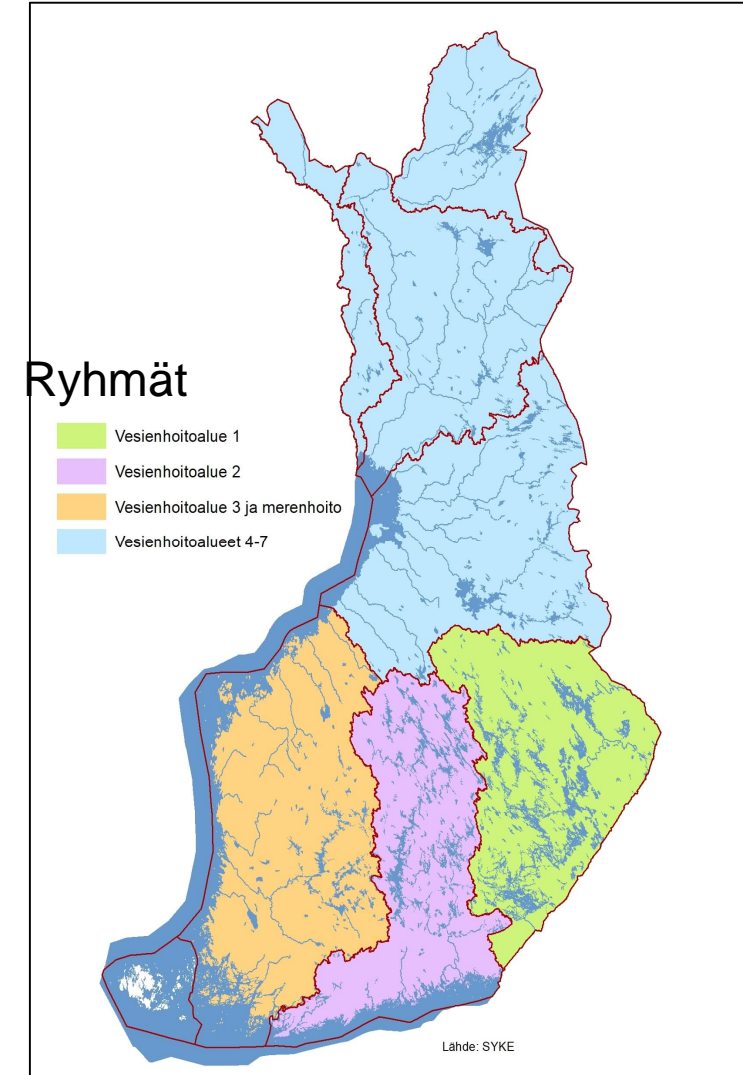 Ryhmät
Vesienhoitoalue 1
Vesienhoitoalue 2
Vesienhoitoalue 3 ja merenhoito
Vesienhoitoalueet 4-7
Lähde: SYKE